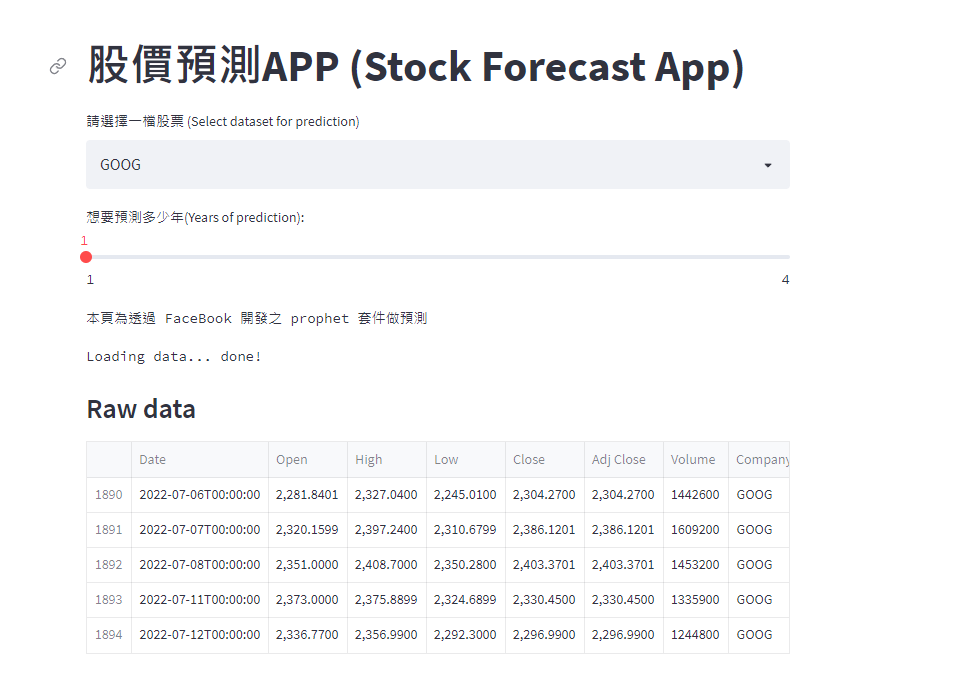 股價預測APP (Stock Forecast App)
請選擇一檔股票 (Select dataset for prediction)
GOOG
想要預測多少年(Years of prediction):
1
1 4
本頁為透過 FaceBook 開發之 prophet 套件做預測
Loading data... done!
Raw data
Date Open High Low Close Adj Close Volume Company
1890 2022-07-06T00:00:00 2,281.8401 2,327.0400 2,245.0100 2,304.2700 2,304.2700 1442600 GOOG
1891 2022-07-07T00:00:00 2,320.1599 2,397.2400 2,310.6799 2,386.1201 2,386.1201 1609200 GOOG
1892 2022-07-08T00:00:00 2,351.0000 2,408.7000 2,350.2800 2,403.3701 2,403.3701 1453200 GOOG
1893 2022-07-11T00:00:00 2,373.0000 2,375.8899 2,324.6899 2,330.4500 2,330.4500 1335900 GOOG
1894 2022-07-12T00:00:00 2,336.7700 2,356.9900 2,292.3000 2,296.9900 2,296.9900 1244800 GOOG